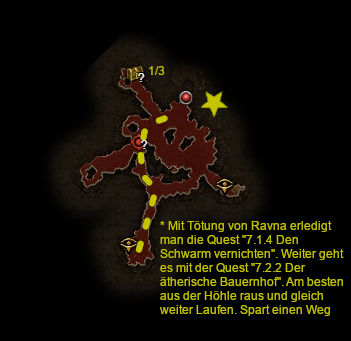 1/3
?
?
* Mit Tötung von Ravna erledigt
man die Quest "7.1.4 Den
Schwarm vernichten". Weiter geht
es mit der Quest "7.2.2 Der
ätherische Bauernhof". Am besten
aus der Höhle raus und gleich
weiter Laufen. Spart einen Weg